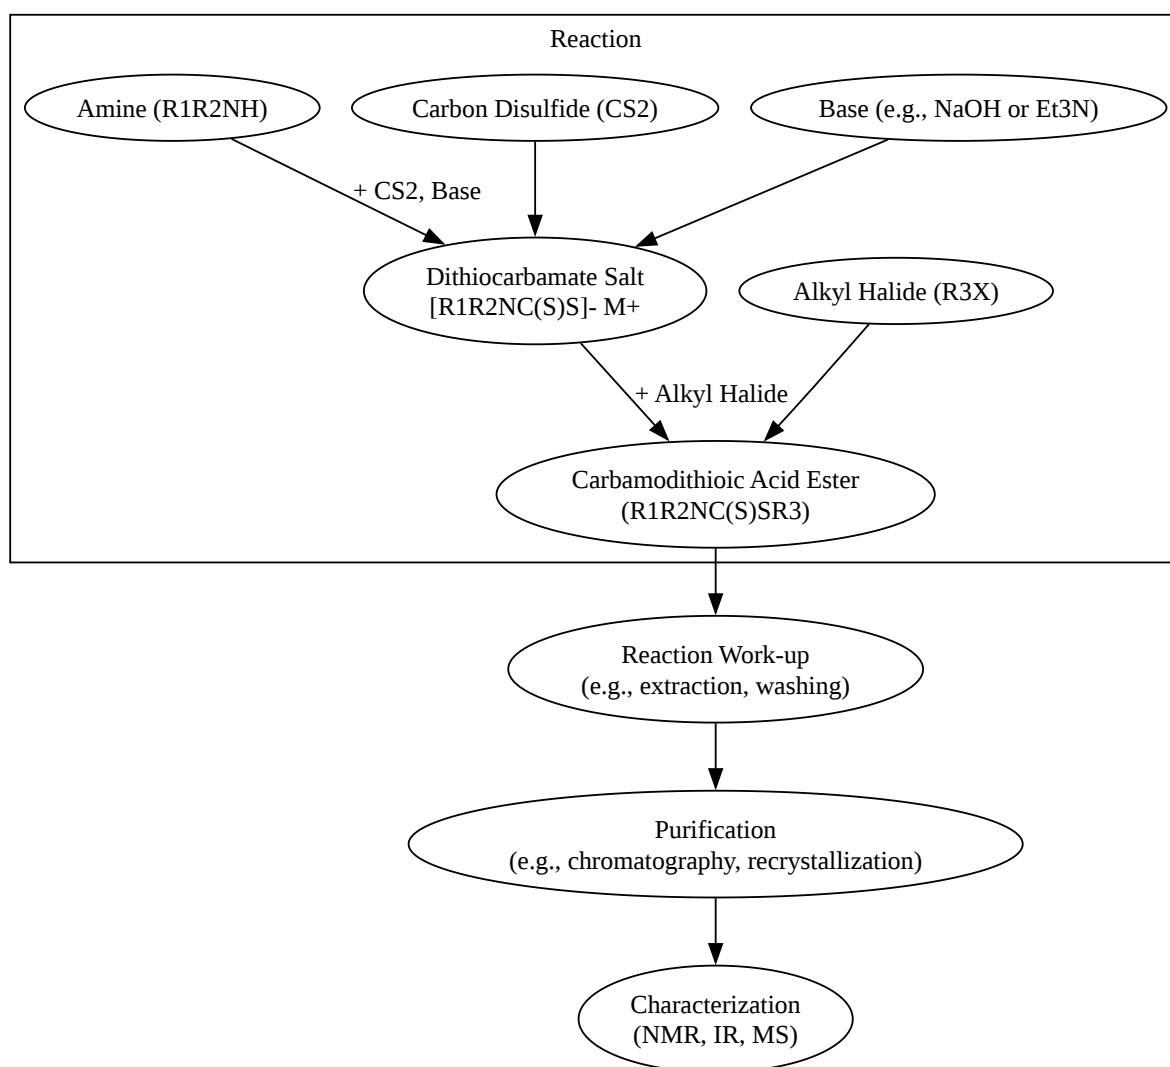 Reaction
Amine (R1R2NH)
Carbon Disulfide (CS2)
Base (e.g., NaOH or Et3N)
+ CS2, Base
Dithiocarbamate Salt
[R1R2NC(S)S]- M+
Alkyl Halide (R3X)
+ Alkyl Halide
Carbamodithioic Acid Ester
(R1R2NC(S)SR3)
Reaction Work-up
(e.g., extraction, washing)
Purification
(e.g., chromatography, recrystallization)
Characterization
(NMR, IR, MS)